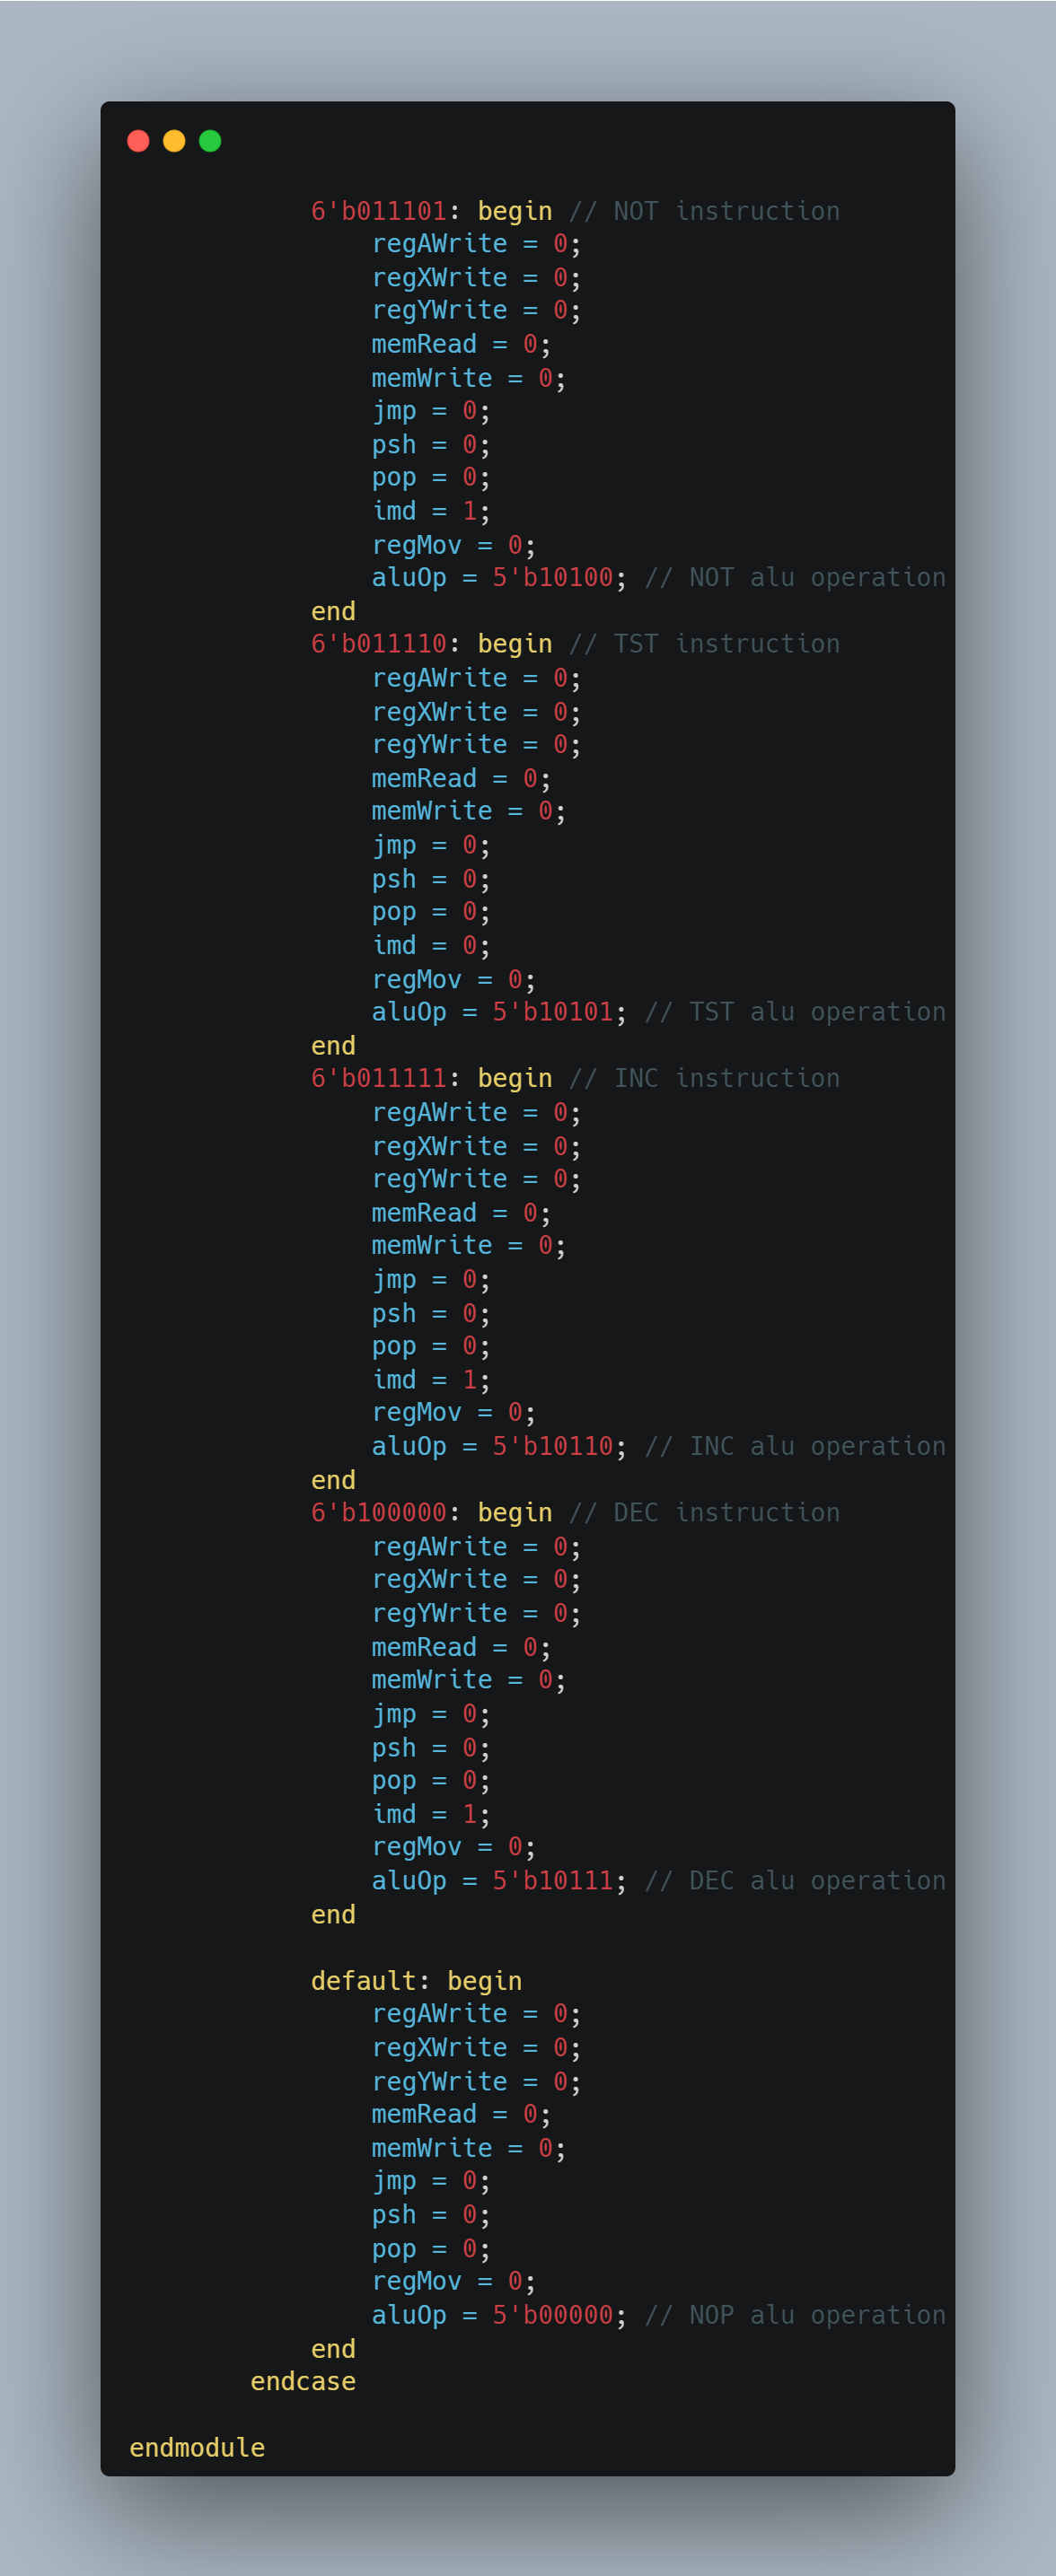 6'b011101: begin // NOT instruction
regAWrite = 0;
regXWrite = 0;
regYWrite = 0;
memRead = 0;
memWrite = 0;
jmp = 0;
psh = 0;
pop = 0;
imd = 1;
regMov = 0;
aluOp = 5'b10100; // NOT alu operation
end
6'b011110: begin // TST instruction
regAWrite = 0;
regXWrite = 0;
regYWrite = 0;
memRead = 0;
memWrite = 0;
jmp = 0;
psh = 0;
pop = 0;
imd = 0;
regMov = 0;
aluOp = 5'b10101; // TST alu operation
end
6'b011111: begin // INC instruction
regAWrite = 0;
regXWrite = 0;
regYWrite = 0;
memRead = 0;
memWrite = 0;
jmp = 0;
psh = 0;
pop = 0;
imd = 1;
regMov = 0;
aluOp = 5'b10110; // INC alu operation
end
6'b100000: begin // DEC instruction
regAWrite = 0;
regXWrite = 0;
regYWrite = 0;
memRead = 0;
memWrite = 0;
jmp = 0;
psh = 0;
pop = 0;
imd = 1;
regMov = 0;
aluOp = 5'b10111; // DEC alu operation
end
default: begin
regAWrite = 0;
regXWrite = 0;
regYWrite = 0;
memRead = 0;
memWrite = 0;
jmp = 0;
psh = 0;
pop = 0;
regMov = 0;
aluOp = 5'b00000; // NOP alu operation
end
endcase
endmodule